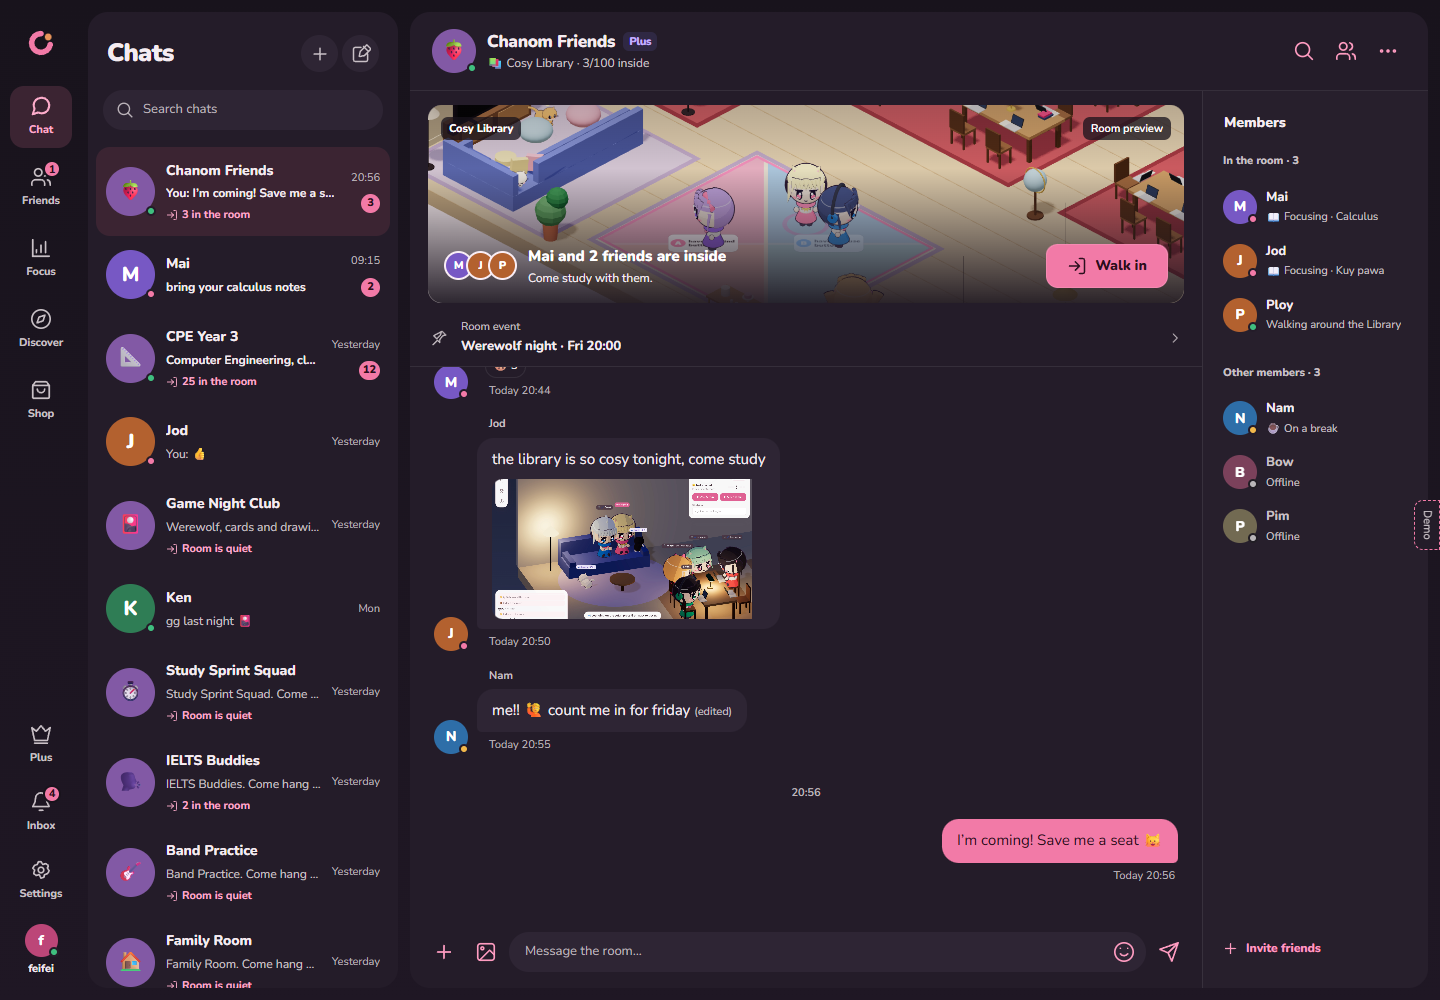 Chat
1
Friends
Focus
Discover
Shop
Plus
4
Inbox
Settings
f
feifei
Chats
Search chats
Chanom Friends
20:56
You: I'm coming! Save me a s...
3
3 in the room
M
Mai
09:15
bring your calculus notes
2
CPE Year 3
Yesterday
Computer Engineering, cl...
12
25 in the room
J
Jod
Yesterday
You: 👍
Game Night Club
Werewolf, cards and drawi...
Yesterday
Room is quiet
K
Ken
Mon
gg last night 🎴
Study Sprint Squad
Study Sprint Squad. Come ...
Yesterday
Room is quiet
IELTS Buddies
IELTS Buddies. Come hang ...
Yesterday
2 in the room
Band Practice
Band Practice. Come hang ...
Yesterday
Room is quiet
Family Room
Family Room. Come hang ...
Yesterday
Room is quiet
Chanom Friends Plus
Cosy Library · 3/100 inside
Cosy Library
Room preview
M J P
Mai and 2 friends are inside
Come study with them.
Walk in
Room event
Werewolf night · Fri 20:00
M
Today 20:44
Jod
the library is so cosy tonight, come study
J
Today 20:50
Nam
me!! 🙋 count me in for friday (edited)
N
Today 20:55
20:56
I'm coming! Save me a seat 😺
Today 20:56
Message the room...
Members
In the room · 3
M
Mai
📖 Focusing · Calculus
J
Jod
📖 Focusing · Kuy pawa
P
Ploy
Walking around the Library
Other members · 3
N
Nam
On a break
B
Bow
Offline
P
Pim
Offline
Demo
Invite friends